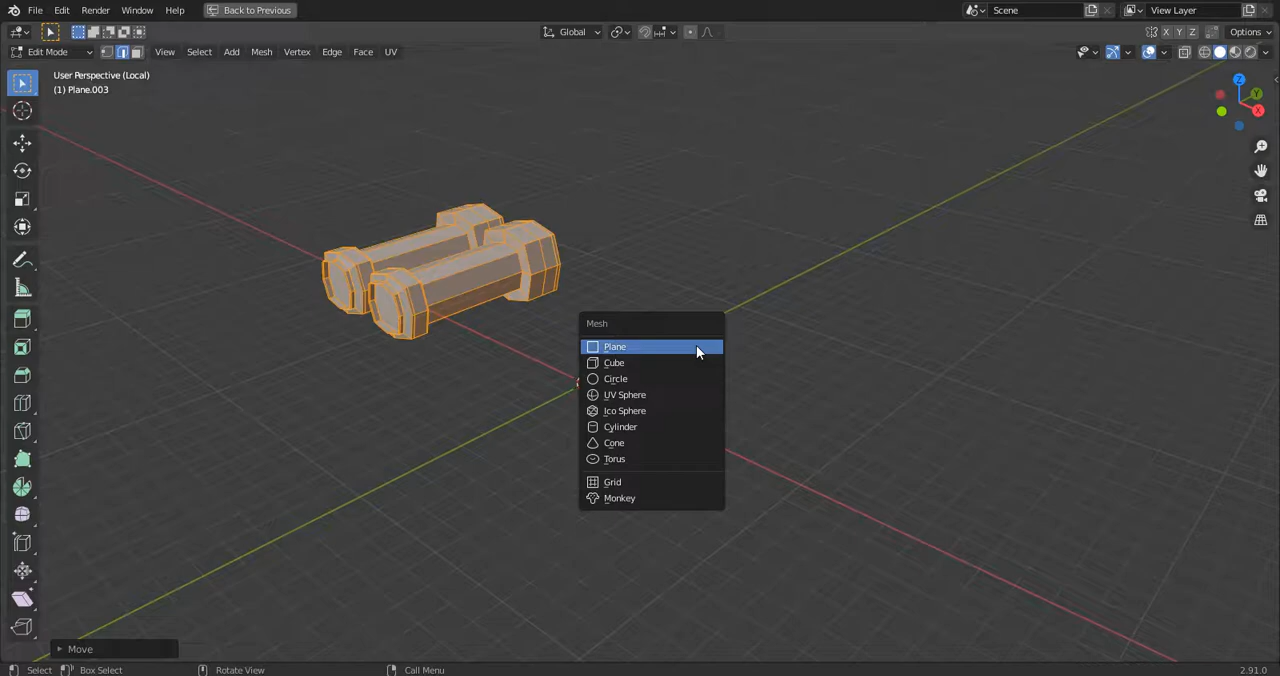 File Edit Render Window Help Back to Previous Scene View Layer
Global Options
Edit Mode View Select Add Mesh Vertex Edge Face UV
X Y Z
User Perspective (Local)
(1) Plane.003
Z
Y
X
Mesh
Plane
Cube
Circle
UV Sphere
Ico Sphere
Cylinder
Cone
Torus
Grid
Monkey
Move
Select Box Select Rotate View Call Menu 2.91.0